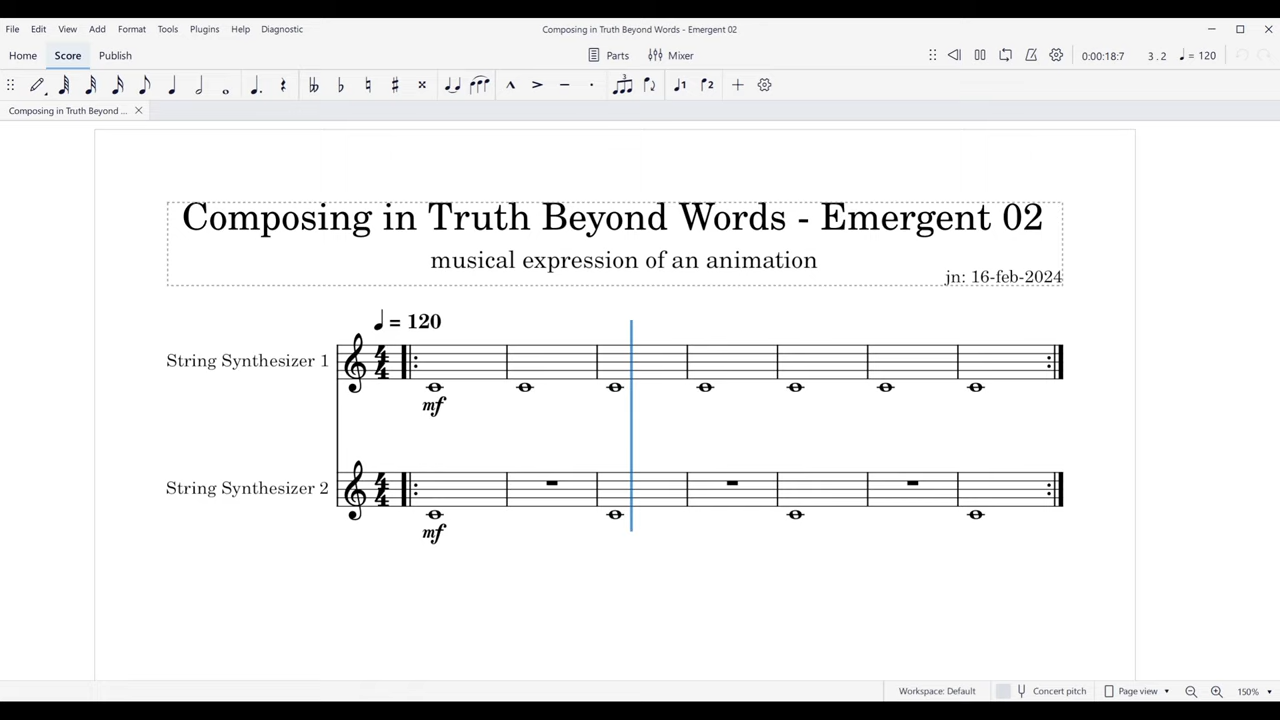 File Edit View Add Format Tools Plugins Help Diagnostic
Composing in Truth Beyond Words - Emergent 02
Home Score Publish
Parts Mixer
0:00:18:7 3 . 2 = 120
Composing in Truth Beyond ...
Composing in Truth Beyond Words - Emergent 02
musical expression of an animation
jn: 16-feb-2024
= 120
String Synthesizer 1
mf
String Synthesizer 2
mf
Workspace: Default Concert pitch Page view 150%